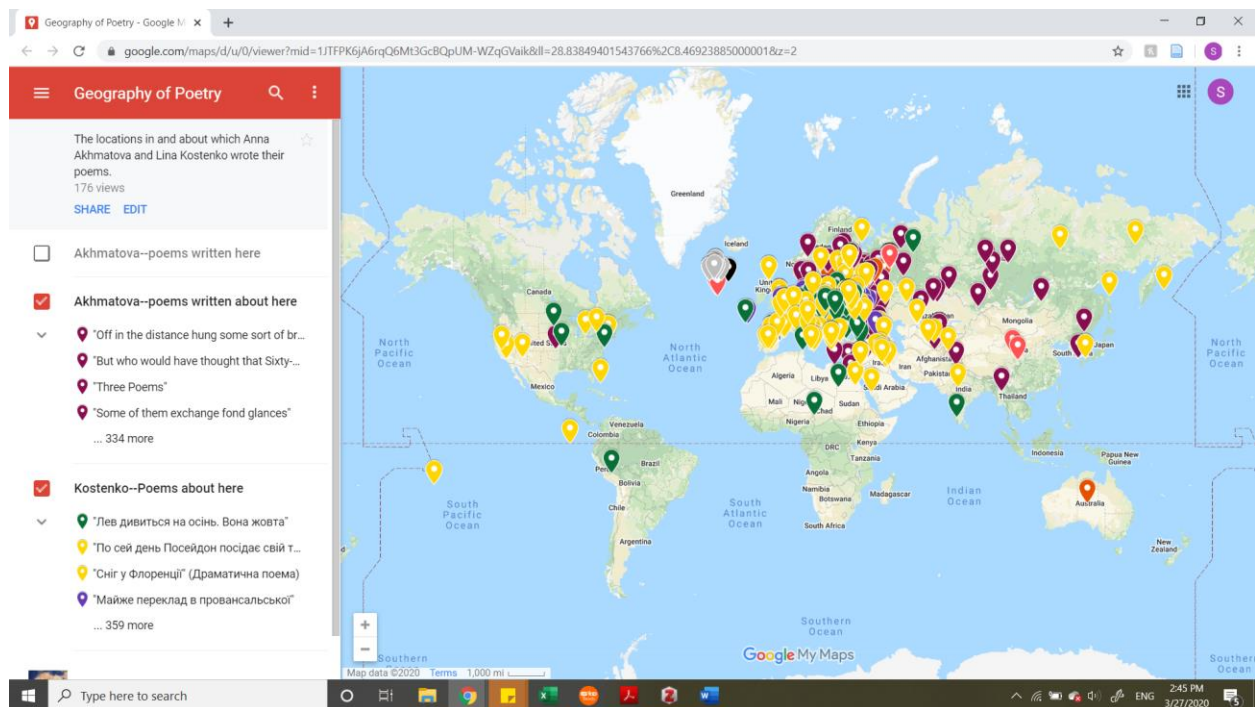 Geography of Poetry - Google M
google.com/maps/d/u/0/viewer?mid=1JTFPK6jA6rqQ6Mt3GcBQpUM-WZqGVaik&ll=28.83849401543766%2C8.46923885000001&z=2
S
Geography of Poetry
S
The locations in and about which Anna
Akhmatova and Lina Kostenko wrote their
poems.
176 views
SHARE EDIT
Akhmatova--poems written here
Akhmatova--poems written about here
"Off in the distance hung some sort of br...
"But who would have thought that Sixty-...
"Three Poems"
"Some of them exchange fond glances"
... 334 more
Kostenko--Poems about here
"Лев дивиться на осінь. Вона жовта"
"По сей день Посейдон посідає свій т...
"Сніг у Флоренції" (Драматична поема)
"Майже переклад в провансальської"
... 359 more
Greenland
Iceland
Finland
Canada
North
Pacific
Ocean
North
Atlantic
Ocean
Mexico
Venezuela
Colombia
Brazil
Bolivia
Chile
Argentina
South
Pacific
Ocean
South
Atlantic
Ocean
Algeria
Libya
Mali
Chad
Sudan
Nigeria
Ethiopia
DRC
Kenya
Tanzania
Angola
Namibia
Botswana
Madagascar
South Africa
Iran
Afghanistan
Pakistan
India
Mongolia
Japan
Thailand
Indonesia
Papua New
Guinea
Indian
Ocean
Australia
New
Zealand
North
Pacific
Ocean
Southern
Ocean
Google My Maps
Map data ©2020 Terms 1,000 mi
Type here to search
ENG
2:45 PM
3/27/2020
5